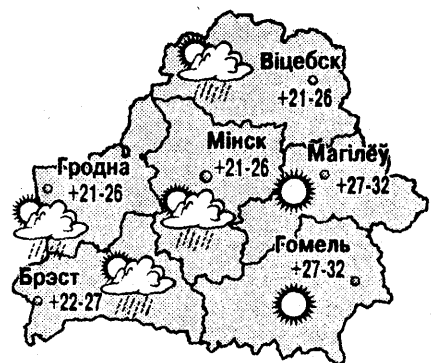 Віцебск
+21-26
Мінск
+21-26
Магілёў
+27-32
Гродна
+21-26
Гомель
+27-32
Брэст
+22-27